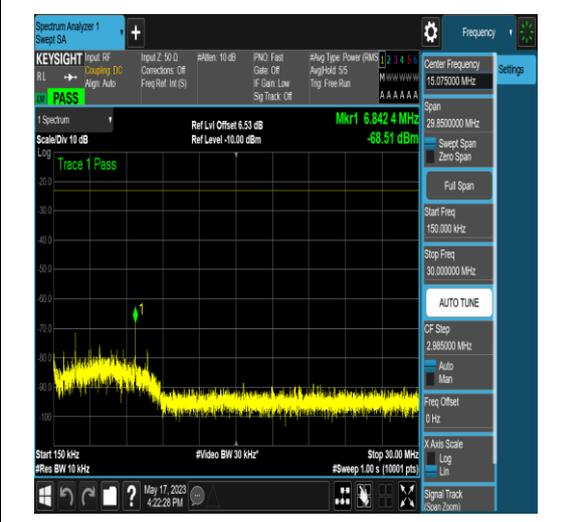 Spectrum Analyzer 1
Swept SA
Frequency
KEYSIGHT Input: RF Input Z: 50 Ω #Atten: 10 dB PNO: Fast #Avg Type: Power (RMS 1 2 3 4 5 6
RL Coupling: DC Corrections: Off Gate: Off Avg|Hold: 5/5 M W W W W W
Align: Auto Freq Ref: Int (S) IF Gain: Low Trig: Free Run
PASS Sig Track: Off A A A A A A
1 Spectrum
Ref Lvl Offset 6.53 dB Mkr1 6.842 4 MHz
Scale/Div 10 dB Ref Level -10.00 dBm -68.51 dBm
Log
Trace 1 Pass
-20.0
-30.0
-40.0
-50.0
-60.0
1
-70.0
-80.0
-90.0
-100
Start 150 kHz #Video BW 30 kHz* Stop 30.00 MHz
#Res BW 10 kHz #Sweep 1.00 s (10001 pts)
May 17, 2023
4:22:28 PM
Center Frequency
15.075000 MHz
Settings
Span
29.8500000 MHz
Swept Span
Zero Span
Full Span
Start Freq
150.000 kHz
Stop Freq
30.000000 MHz
AUTO TUNE
CF Step
2.985000 MHz
Auto
Man
Freq Offset
0 Hz
X Axis Scale
Log
Lin
Signal Track
(Span Zoom)